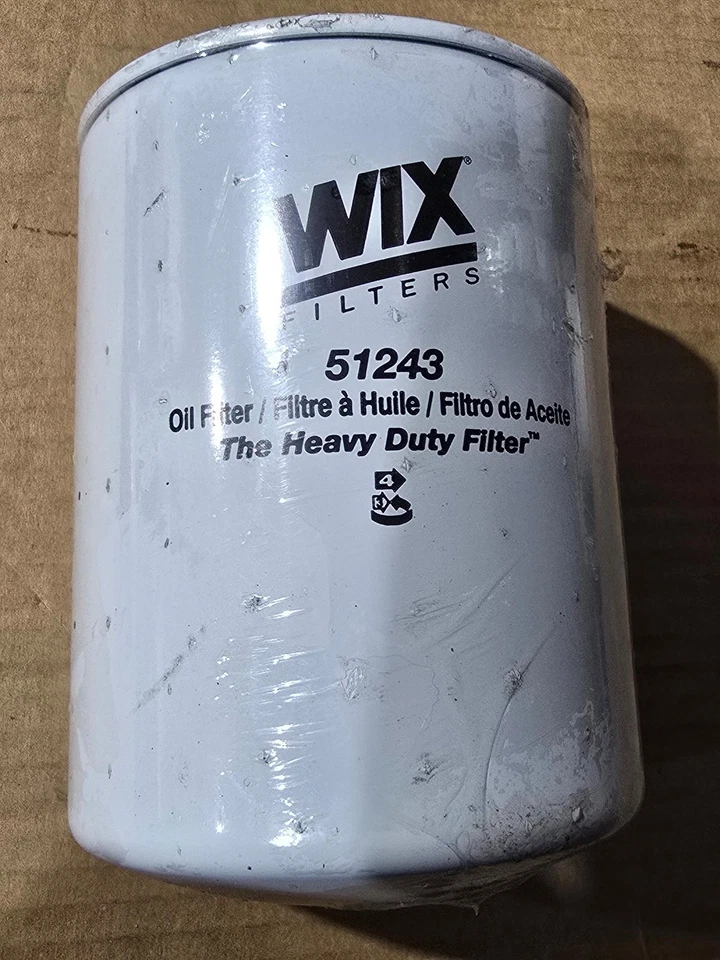 WIX®
FILTERS
51243
Oil Filter / Filtre à Huile / Filtro de Aceite
The Heavy Duty Filter™
4
K